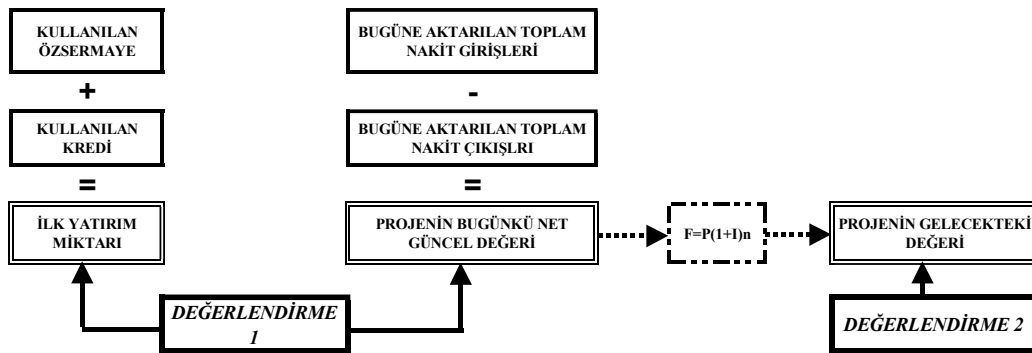 KULLANILAN
ÖZSERMAYE
BUGÜNE AKTARILAN TOPLAM
NAKİT GİRİŞLERİ
+
-
KULLANILAN
KREDİ
BUGÜNE AKTARILAN TOPLAM
NAKİT ÇIKIŞLRI
=
=
İLK YATIRIM
MİKTARI
PROJENİN BUGÜNKÜ NET
GÜNCEL DEĞERİ
F=P(1+I)n
PROJENİN GELECEKTEKİ
DEĞERİ
DEĞERLENDİRME
1
DEĞERLENDİRME 2